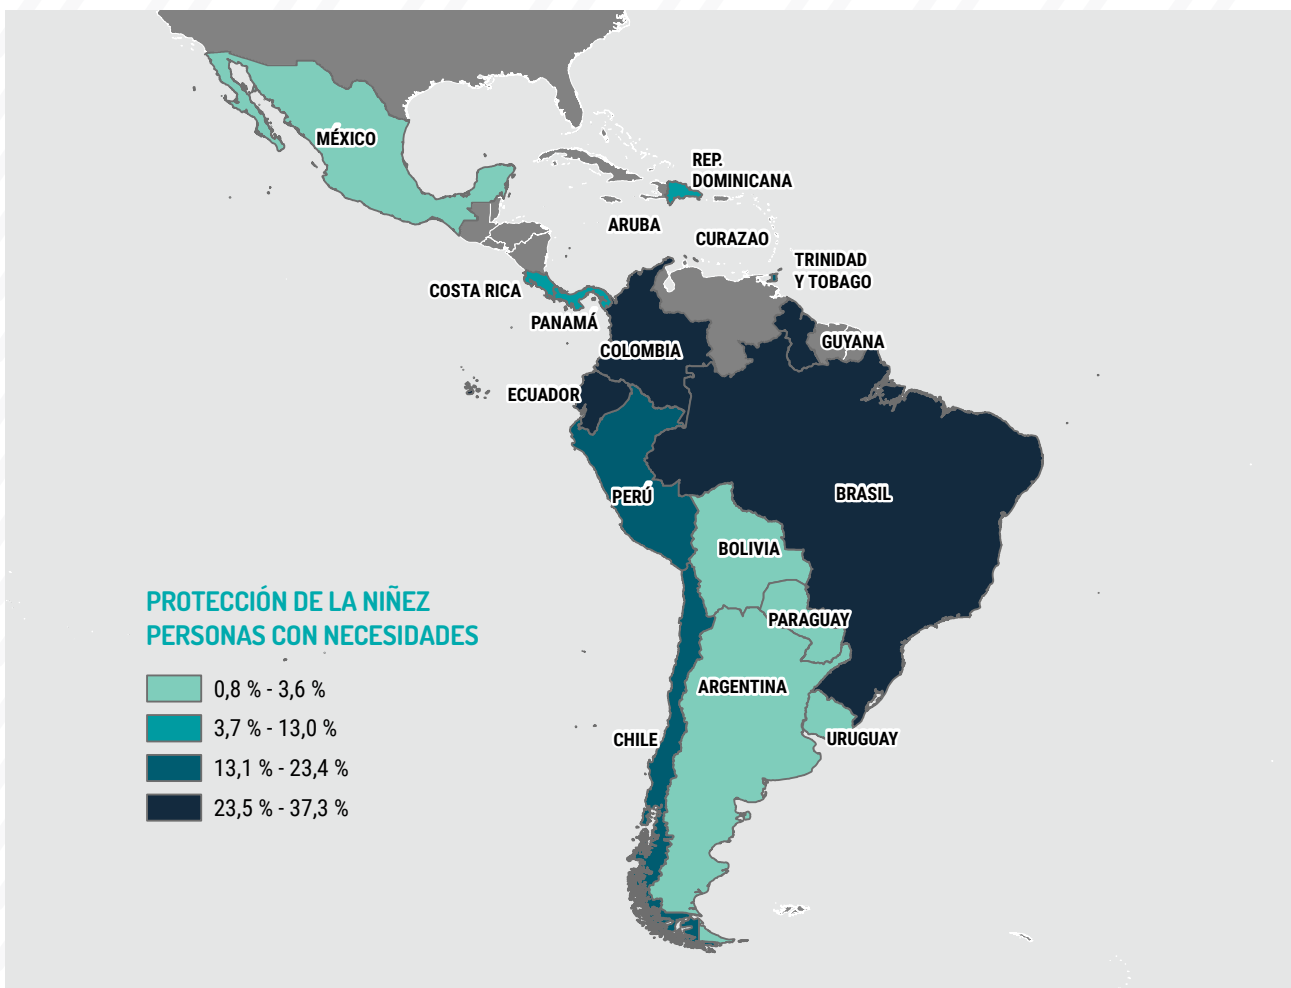 MÉXICO
REP.
DOMINICANA
ARUBA
CURAZAO
TRINIDAD
Y TOBAGO
COSTA RICA
PANAMÁ
COLOMBIA
GUYANA
ECUADOR
PERÚ
BRASIL
BOLIVIA
PARAGUAY
ARGENTINA
CHILE
URUGUAY
PROTECCIÓN DE LA NIÑEZ
PERSONAS CON NECESIDADES
0,8 % - 3,6 %
3,7 % - 13,0 %
13,1 % - 23,4 %
23,5 % - 37,3 %